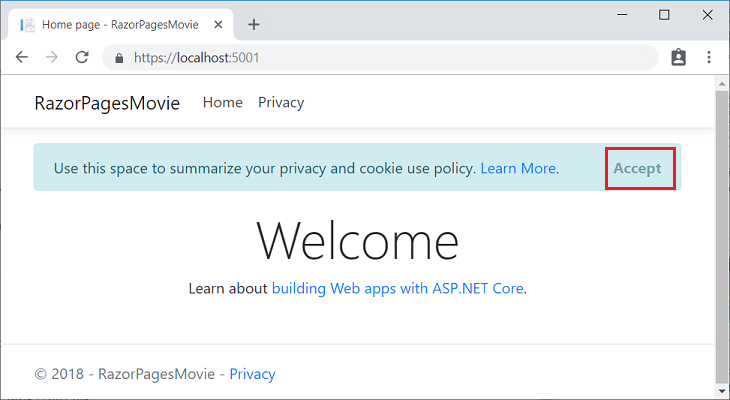 Home page - RazorPagesMovie
https://localhost:5001
RazorPagesMovie Home Privacy
Use this space to summarize your privacy and cookie use policy. Learn More. Accept
Welcome
Learn about building Web apps with ASP.NET Core.
© 2018 - RazorPagesMovie - Privacy